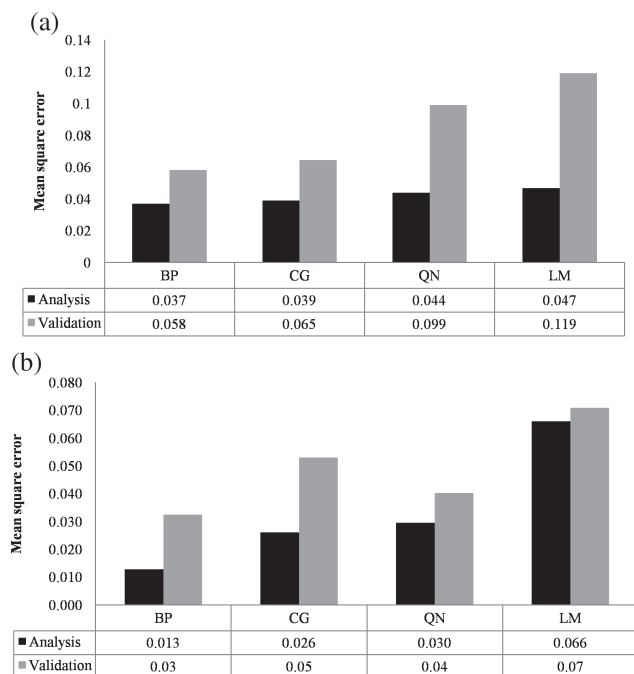 (a)
0.14
0.12
0.1
0.08
0.06
0.04
0.02
0
Mean square error
BP CG QN LM
Analysis 0.037 0.039 0.044 0.047
Validation 0.058 0.065 0.099 0.119
(b)
0.080
0.070
0.060
0.050
0.040
0.030
0.020
0.010
0.000
Mean square error
BP CG QN LM
Analysis 0.013 0.026 0.030 0.066
Validation 0.03 0.05 0.04 0.07